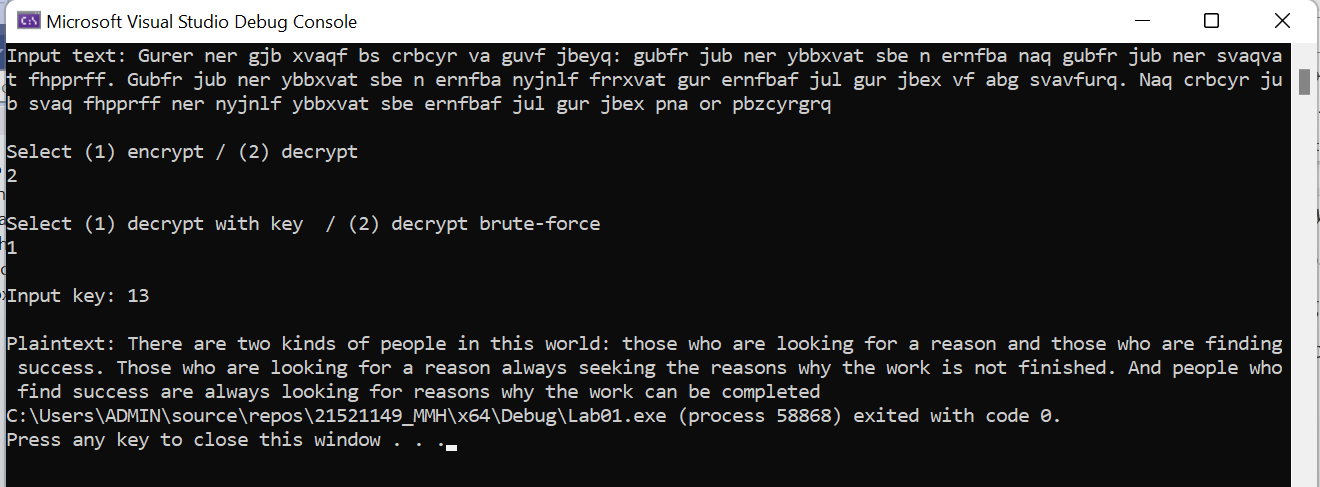 Microsoft Visual Studio Debug Console
Input text: Gurer ner gjb xvaqf bs crbcyr va guvf jbeyq: gubfr jub ner ybbxvat sbe n ernfba naq gubfr jub ner svaqva
t fhpprff. Gubfr jub ner ybbxvat sbe n ernfba nyjnlf frrxvat gur ernfbaf jul gur jbex vf abg svavfurq. Naq crbcyr ju
b svaq fhpprff ner nyjnlf ybbxvat sbe ernfbaf jul gur jbex pna or pbzcyrgrq
Select (1) encrypt / (2) decrypt
2
Select (1) decrypt with key  / (2) decrypt brute-force
1
Input key: 13
Plaintext: There are two kinds of people in this world: those who are looking for a reason and those who are finding
 success. Those who are looking for a reason always seeking the reasons why the work is not finished. And people who
 find success are always looking for reasons why the work can be completed
C:\Users\ADMIN\source\repos\21521149_MMH\x64\Debug\Lab01.exe (process 58868) exited with code 0.
Press any key to close this window . . .